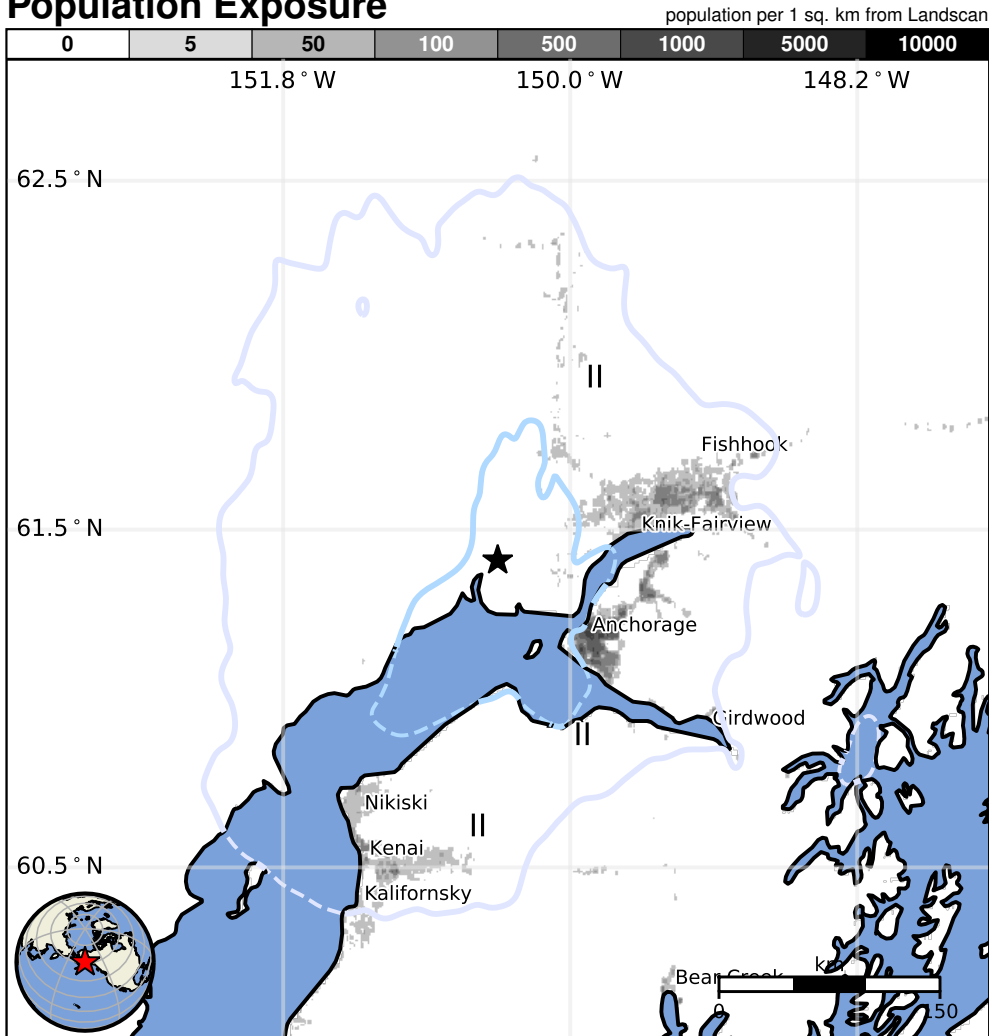 Population Exposure
population per 1 sq. km from Landscan
0 5 50 100 500 1000 5000 10000
151.8°W 150.0°W 148.2°W
62.5°N
II
Fishhook
61.5°N
Knik-Fairview
Anchorage
Girdwood
II
Nikiski
II
Kenai
60.5°N
Kalifornsky
Bear Creek
km
0 150